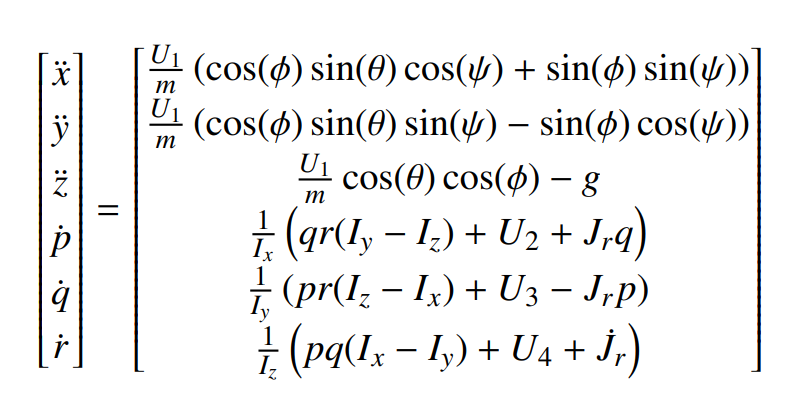 ẍ = U₁/m (cos(ϕ) sin(θ) cos(ψ) + sin(ϕ) sin(ψ))
ÿ = U₁/m (cos(ϕ) sin(θ) sin(ψ) − sin(ϕ) cos(ψ))
z̈ = U₁/m cos(θ) cos(ϕ) − g
ṗ = 1/Iₓ (qr(I_y − I_z) + U₂ + J_r q)
q̇ = 1/I_y (pr(I_z − Iₓ) + U₃ − J_r p)
ṙ = 1/I_z (pq(Iₓ − I_y) + U₄ + J̇_r)